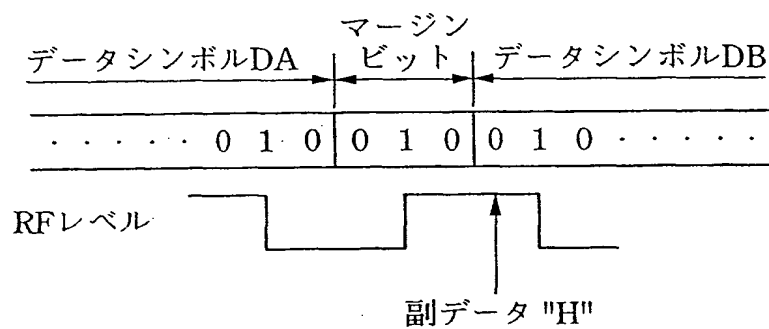 マージン
データシンボルDA ビット データシンボルDB
・・・・・ 0 1 0 0 1 0 0 1 0 ・・・・・
RFレベル
副データ "H"